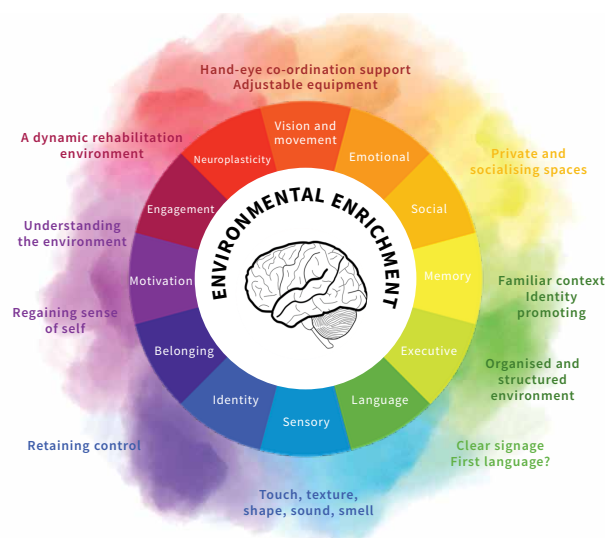 Hand-eye co-ordination support
Adjustable equipment
A dynamic rehabilitation
environment
Private and
socialising spaces
Understanding
the environment
Familiar context
Identity
promoting
Regaining sense
of self
Organised and
structured
environment
Retaining control
Clear signage
First language?
Touch, texture,
shape, sound, smell
Vision and
movement
Emotional
Social
Memory
Executive
Language
Sensory
Identity
Belonging
Motivation
Engagement
Neuroplasticity
ENVIRONMENTAL ENRICHMENT